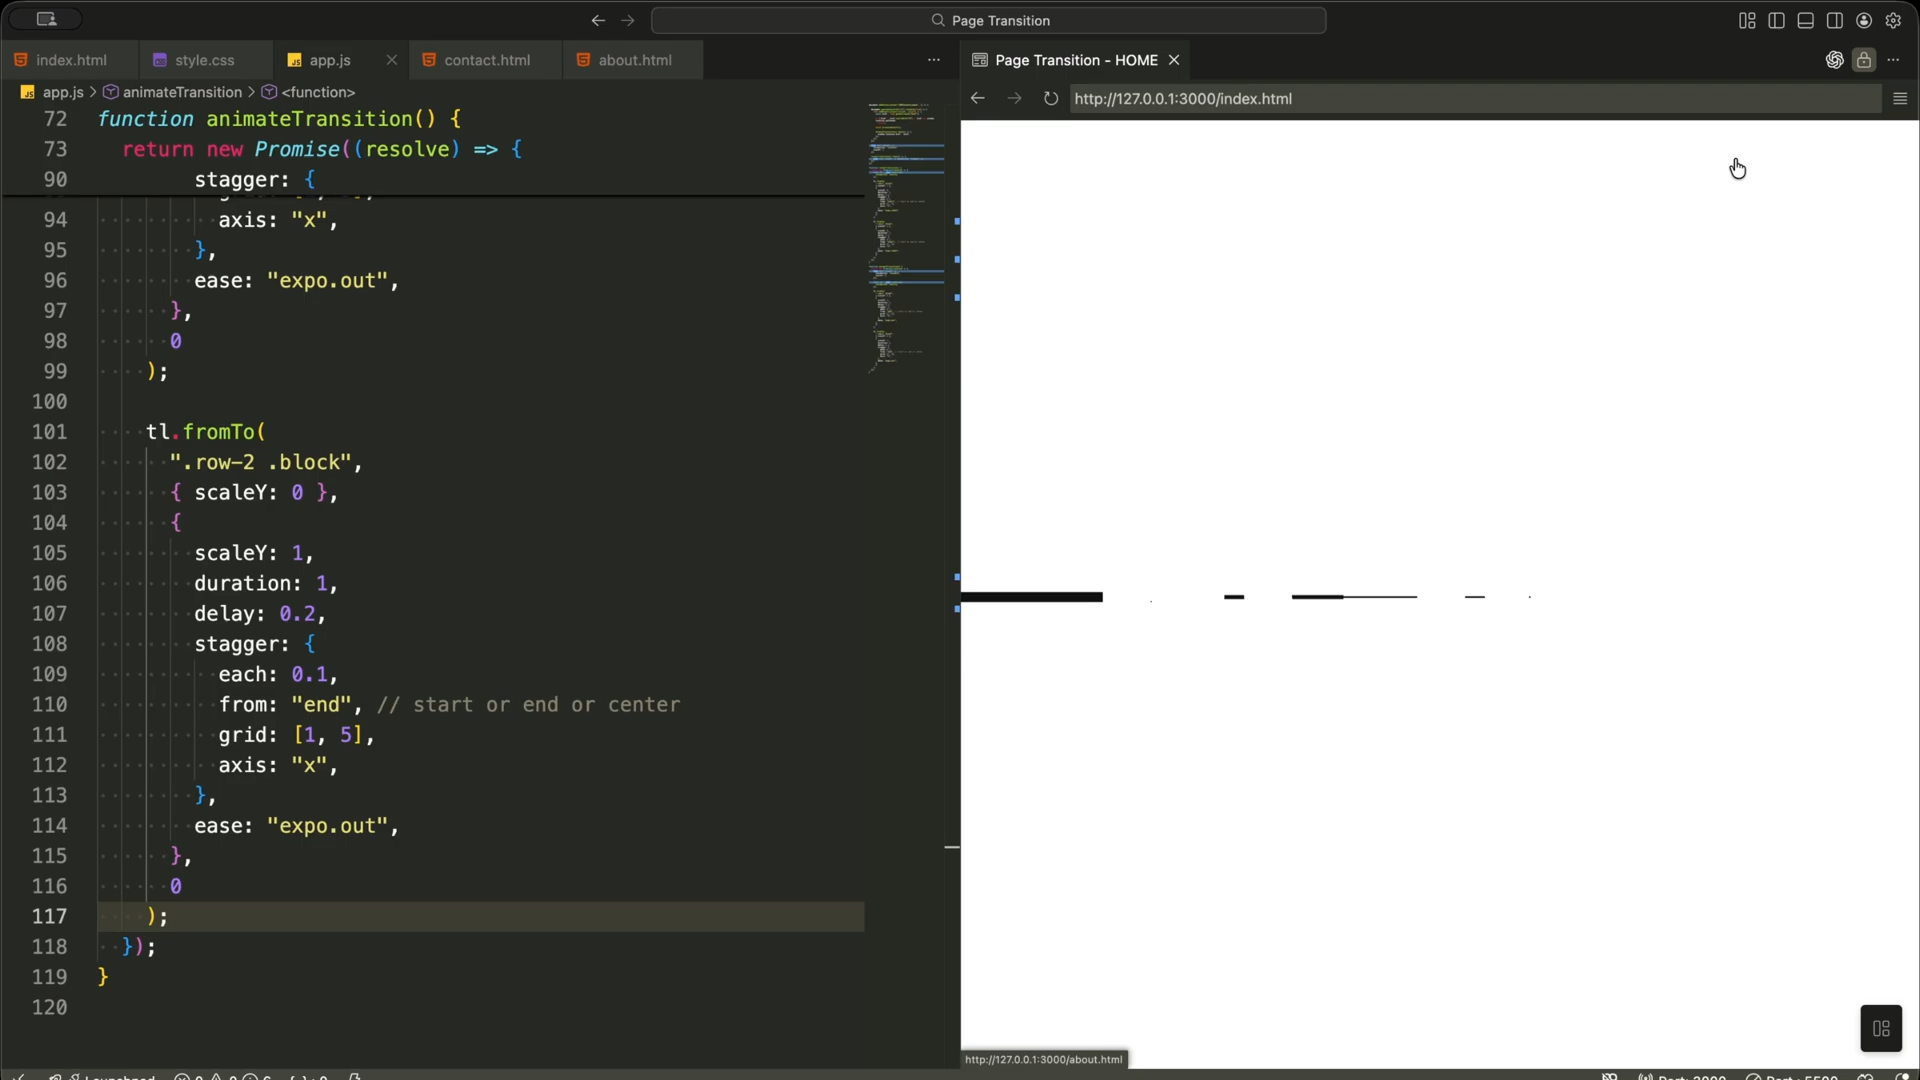 Page Transition
index.html
style.css
app.js
contact.html
about.html
Page Transition - HOME
app.js > animateTransition > <function>
http://127.0.0.1:3000/index.html
72 function animateTransition() {
73 return new Promise((resolve) => {
90 stagger: {
94 axis: "x",
95 },
96 ease: "expo.out",
97 },
98 0
99 );
100
101 tl.fromTo(
102 ".row-2 .block",
103 { scaleY: 0 },
104 {
105 scaleY: 1,
106 duration: 1,
107 delay: 0.2,
108 stagger: {
109 each: 0.1,
110 from: "end", // start or end or center
111 grid: [1, 5],
112 axis: "x",
113 },
114 ease: "expo.out",
115 },
116 0
117 );
118 });
119 }
120
http://127.0.0.1:3000/about.html